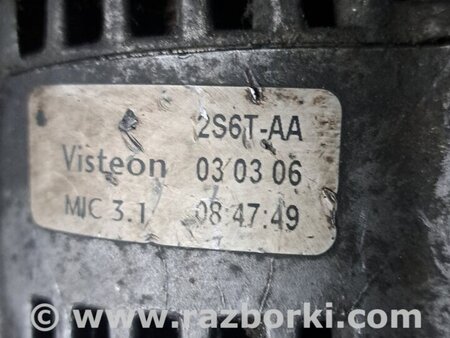 2S6T-AA
Visteon 03 03 06
MIC 3.1 08.47.49
© www.razborki.com